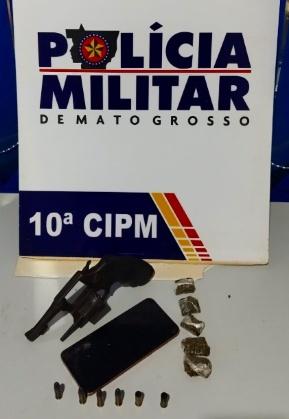 POLÍCIA
MILITAR
DE MATO GROSSO
10ª CIPM